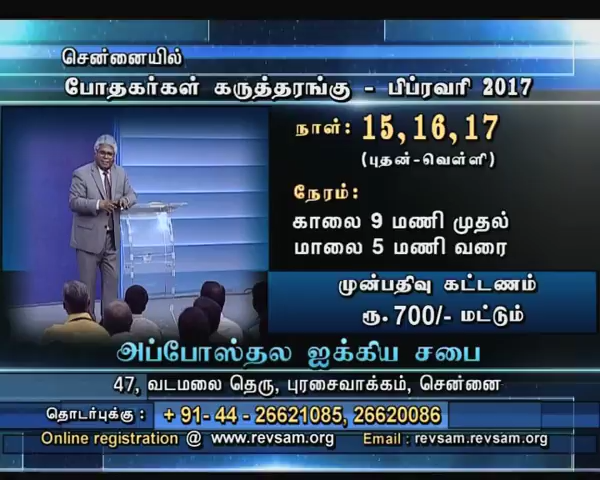 சென்னையில்
போதகர்கள் கருத்தரங்கு - பிப்ரவரி 2017
நாள்: 15, 16, 17
(புதன்-வெள்ளி)
நேரம்:
காலை 9 மணி முதல்
மாலை 5 மணி வரை
முன்பதிவு கட்டணம்
ரூ. 700/- மட்டும்
அப்போஸ்தல ஐக்கிய சபை
47, வடமலை தெரு, புரசைவாக்கம், சென்னை
தொடர்புக்கு : + 91- 44 - 26621085, 26620086
Online registration @ www.revsam.org Email : revsam.revsam.org